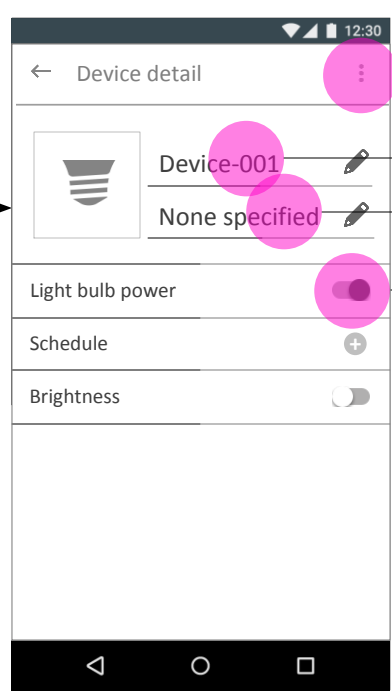 12:30
Device detail
Device-001
None specified
Light bulb power
Schedule
Brightness